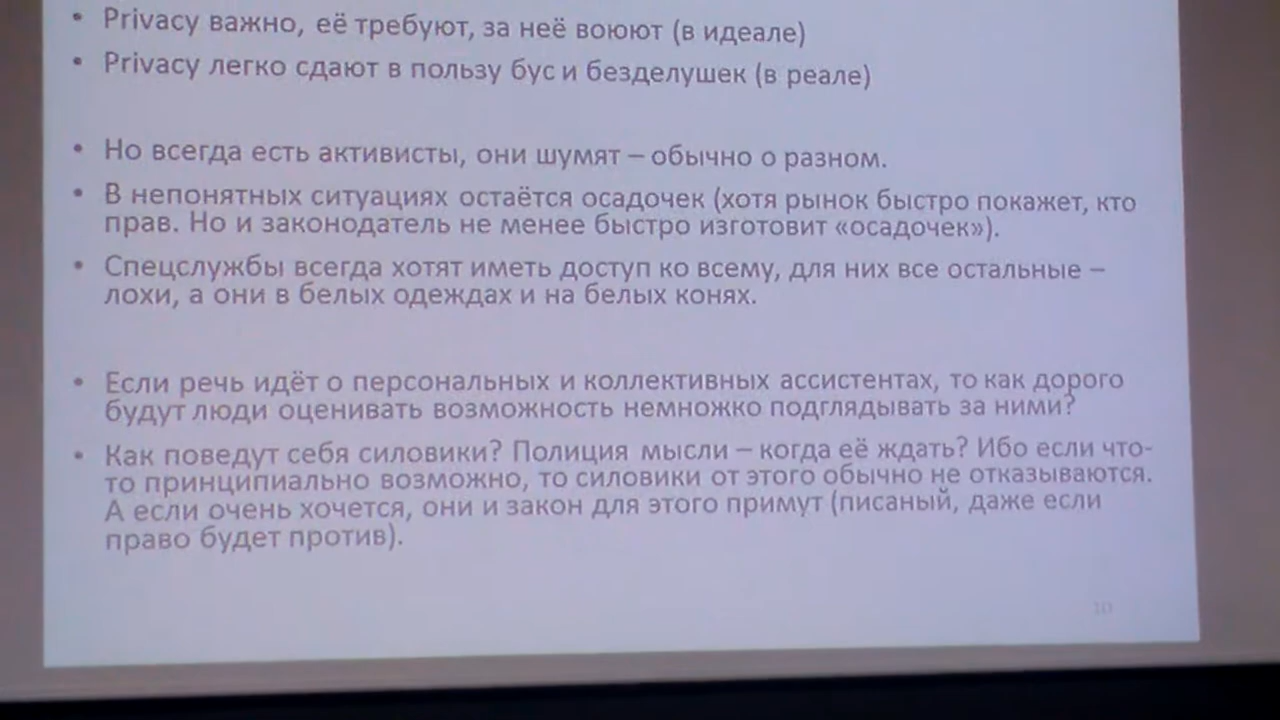 • Privacy важно, её требуют, за неё воюют (в идеале)
• Privacy легко сдают в пользу бус и безделушек (в реале)
• Но всегда есть активисты, они шумят – обычно о разном.
• В непонятных ситуациях остаётся осадочек (хотя рынок быстро покажет, кто
прав. Но и законодатель не менее быстро изготовит «осадочек»).
• Спецслужбы всегда хотят иметь доступ ко всему, для них все остальные –
лохи, а они в белых одеждах и на белых конях.
• Если речь идёт о персональных и коллективных ассистентах, то как дорого
будут люди оценивать возможность немножко подглядывать за ними?
• Как поведут себя силовики? Полиция мысли – когда её ждать? Ибо если что-
то принципиально возможно, то силовики от этого обычно не отказываются.
А если очень хочется, они и закон для этого примут (писаный, даже если
право будет против).
10